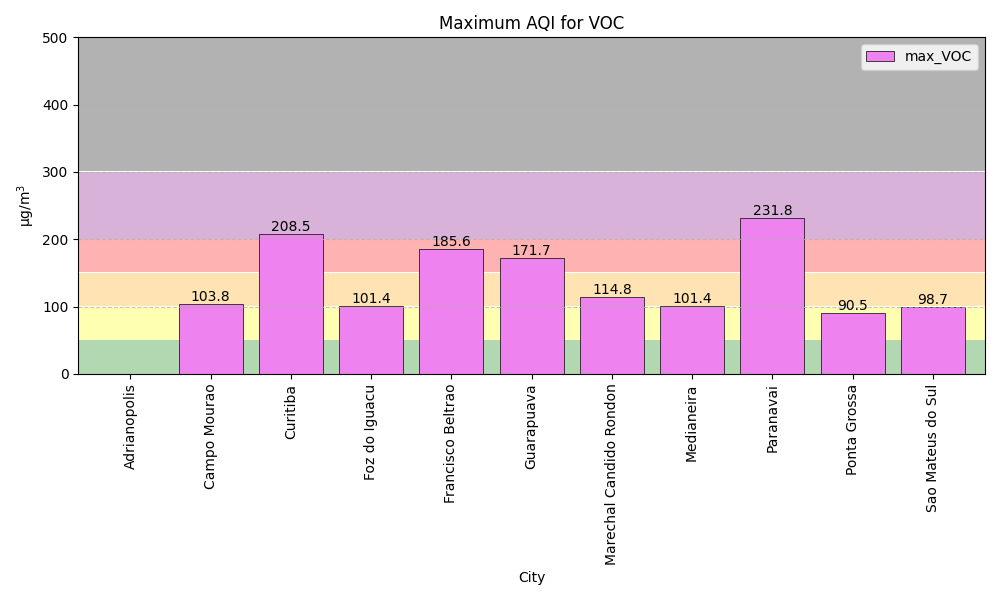 Maximum AQI for VOC
max_VOC
µg/m³
500
400
300
200
100
0
103.8
208.5
101.4
185.6
171.7
114.8
101.4
231.8
90.5
98.7
Adrianopolis
Campo Mourao
Curitiba
Foz do Iguacu
Francisco Beltrao
Guarapuava
Marechal Candido Rondon
Medianeira
Paranavai
Ponta Grossa
Sao Mateus do Sul
City